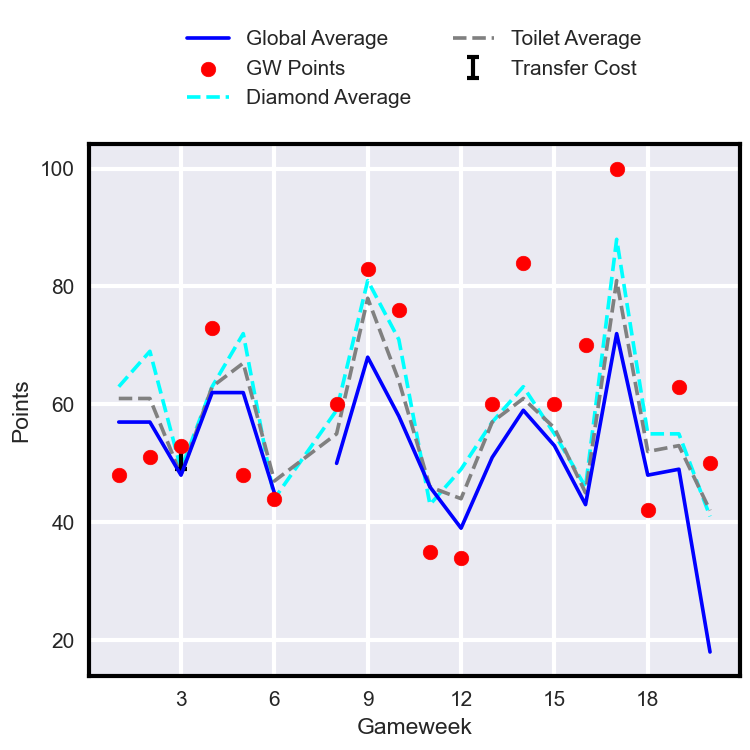 Global Average
GW Points
Diamond Average
Toilet Average
Transfer Cost
100
80
60
40
20
Points
3 6 9 12 15 18
Gameweek